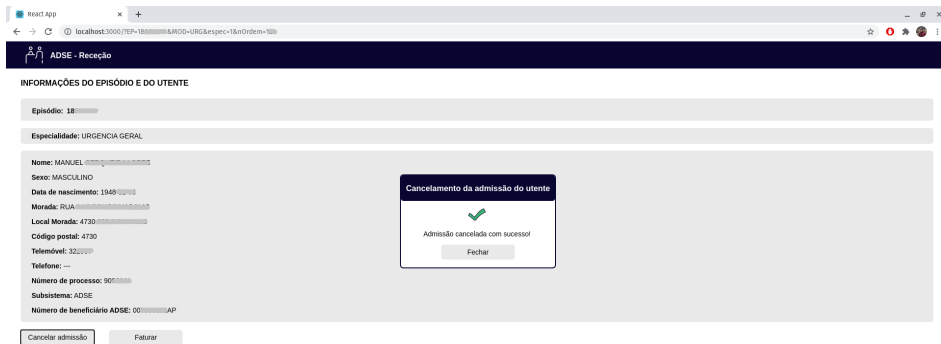 React App
localhost:3000/?EP=18 &MOD=URG&espec=1&nOrdem=
ADSE - Receção
INFORMAÇÕES DO EPISÓDIO E DO UTENTE
Episódio: 18
Especialidade: URGENCIA GERAL
Nome: MANUEL
Sexo: MASCULINO
Data de nascimento: 1948
Morada: RUA
Local Morada: 4730
Código postal: 4730
Telemóvel: 32
Telefone: ---
Número de processo: 90
Subsistema: ADSE
Número de beneficiário ADSE: 00 AP
Cancelamento da admissão do utente
Admissão cancelada com sucesso!
Fechar
Cancelar admissão
Faturar